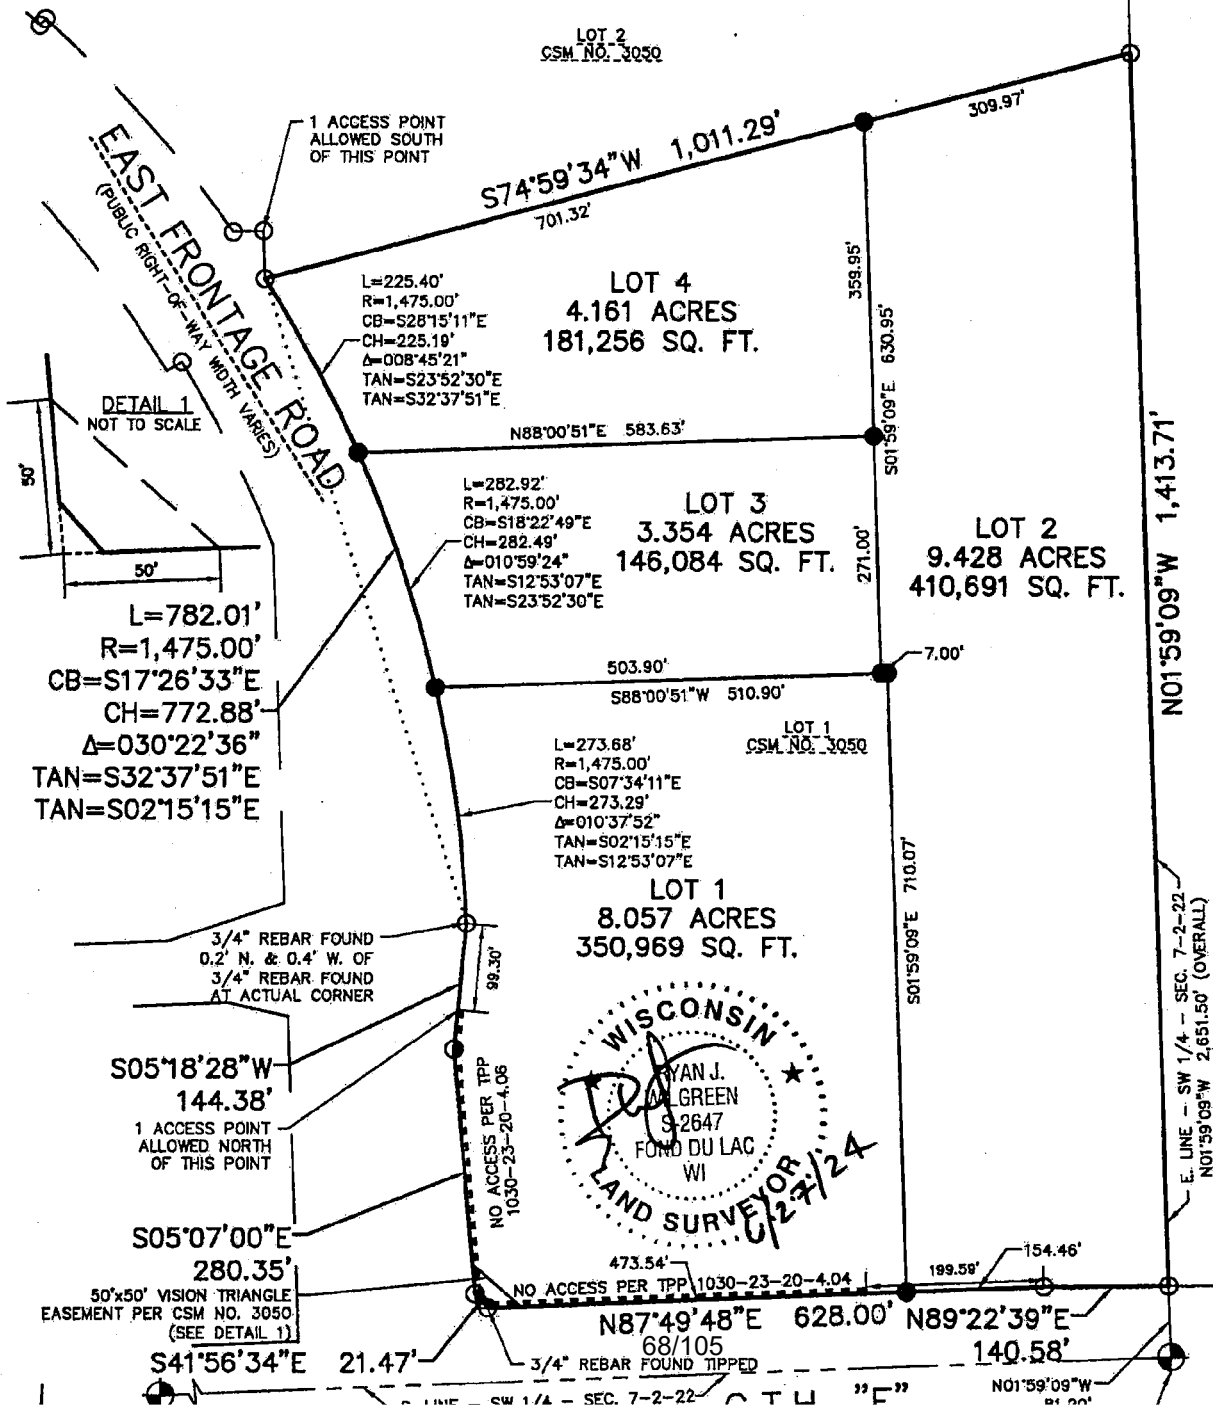 LOT 2
CSM NO. 3050
309.97'
1 ACCESS POINT
ALLOWED SOUTH
OF THIS POINT
S74°59'34"W 1,011.29'
701.32'
EAST FRONTAGE ROAD
(PUBLIC RIGHT-OF-WAY WIDTH VARIES)
L=225.40'
R=1,475.00'
CB=S28°15'11"E
CH=225.19'
Δ=008°45'21"
TAN=S23°52'30"E
TAN=S32°37'51"E
LOT 4
4.161 ACRES
181,256 SQ. FT.
359.95'
S01°59'09"E 630.95'
DETAIL 1
NOT TO SCALE
50'
50'
N88°00'51"E 583.63'
L=282.92'
R=1,475.00'
CB=S18°22'49"E
CH=282.49'
Δ=010°59'24"
TAN=S12°53'07"E
TAN=S23°52'30"E
LOT 3
3.354 ACRES
146,084 SQ. FT.
271.00'
LOT 2
9.428 ACRES
410,691 SQ. FT.
N01°59'09"W 1,413.71'
L=782.01'
R=1,475.00'
CB=S17°26'33"E
CH=772.88'
Δ=030°22'36"
TAN=S32°37'51"E
TAN=S02°15'15"E
503.90'
7.00'
S88°00'51"W 510.90'
LOT 1
CSM NO. 3050
L=273.68'
R=1,475.00'
CB=S07°34'11"E
CH=273.29'
Δ=010°37'52"
TAN=S02°15'15"E
TAN=S12°53'07"E
LOT 1
8.057 ACRES
350,969 SQ. FT.
S01°59'09"E 710.07'
3/4" REBAR FOUND
0.2' N. & 0.4' W. OF
3/4" REBAR FOUND
AT ACTUAL CORNER
99.30'
S05°18'28"W
144.38'
1 ACCESS POINT
ALLOWED NORTH
OF THIS POINT
NO ACCESS PER TPP
1030-23-20-4.06
WISCONSIN
RYAN J.
WILGREEN
S-2647
FOND DU LAC
WI
LAND SURVEYOR
6/27/24
E. LINE - SW 1/4 - SEC. 7-2-22
N01°59'09"W 2,651.50' (OVERALL)
S05°07'00"E
280.35'
50'x50' VISION TRIANGLE
EASEMENT PER CSM NO. 3050
(SEE DETAIL 1)
473.54'
NO ACCESS PER TPP 1030-23-20-4.04
199.59'
154.46'
N87°49'48"E 628.00'
N89°22'39"E
140.58'
68/105
S41°56'34"E 21.47'
3/4" REBAR FOUND TIPPED
N01°59'09"W
81.20'
S. LINE - SW 1/4 - SEC. 7-2-22
C.T.H. "E"